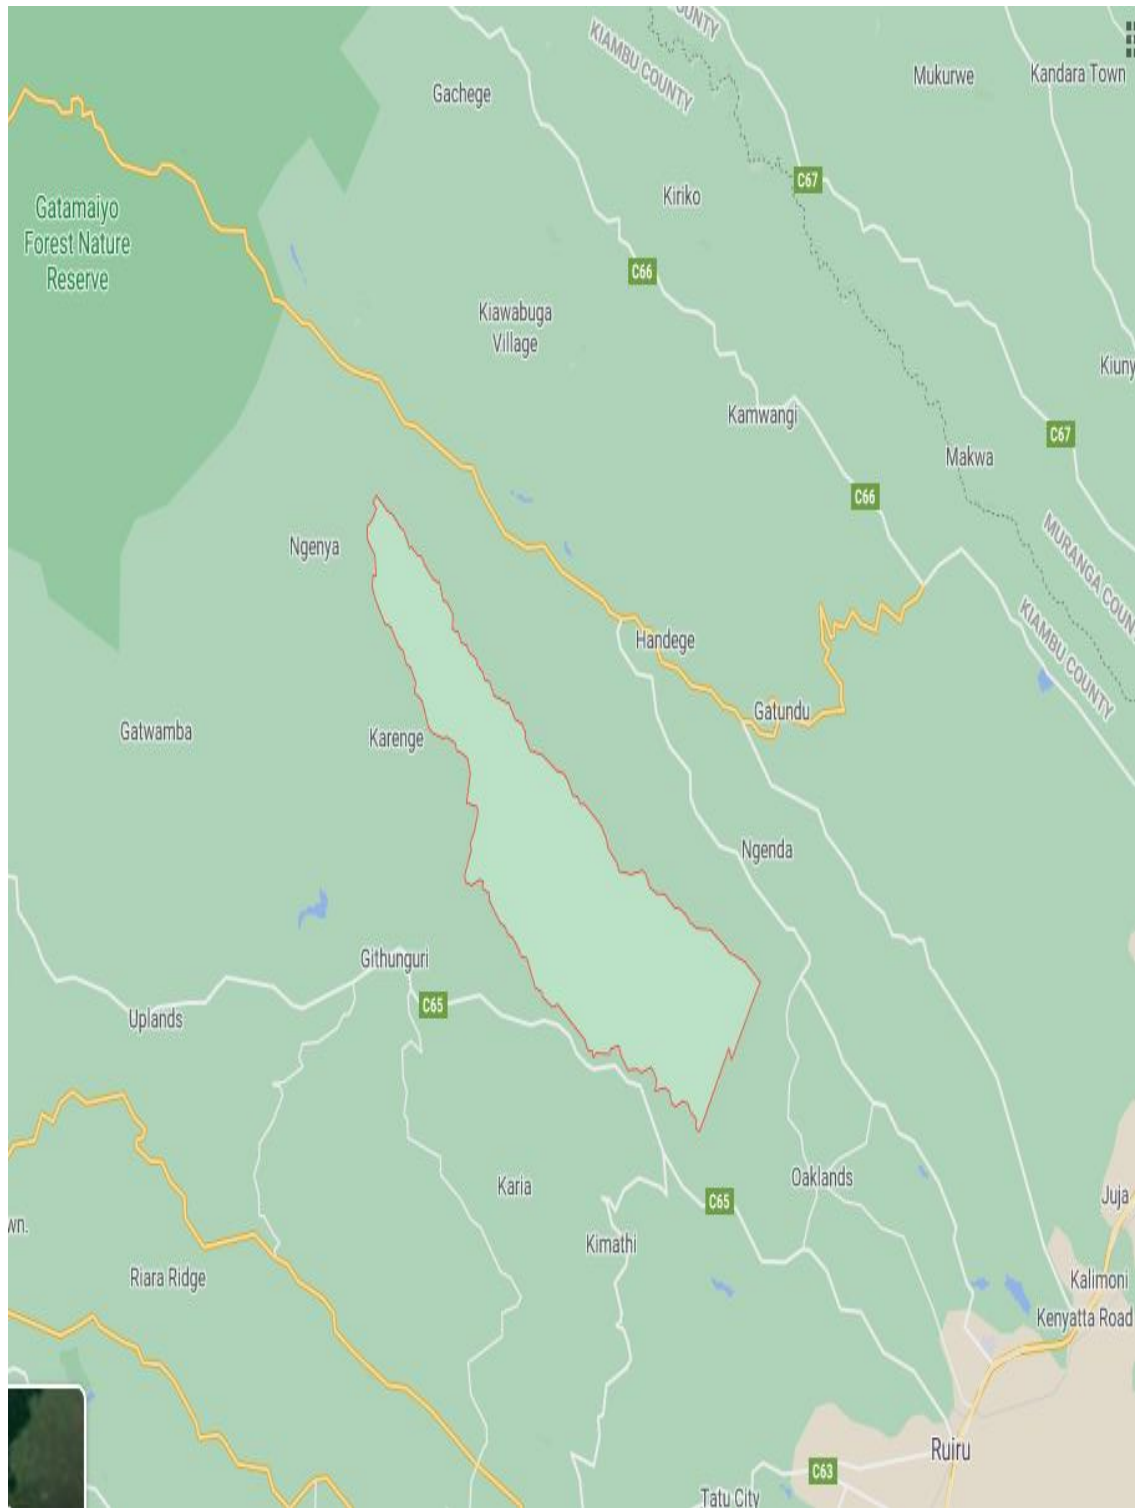 OUNTY
KIAMBU COUNTY
Mukurwe
Kandara Town
Gachege
C67
Kiriko
Gatamaiyo
Forest Nature
Reserve
C66
Kiawabuga
Village
Kiuny
Kamwangi
C67
Makwa
C66
Ngenya
MURANGA COUN
KIAMBU COUNTY
Handege
Gatundu
Gatwamba
Karenge
Ngenda
Githunguri
C65
Uplands
Oaklands
Karia
C65
Juja
wn.
Kimathi
Riara Ridge
Kalimoni
Kenyatta Road
Ruiru
C63
Tatu City